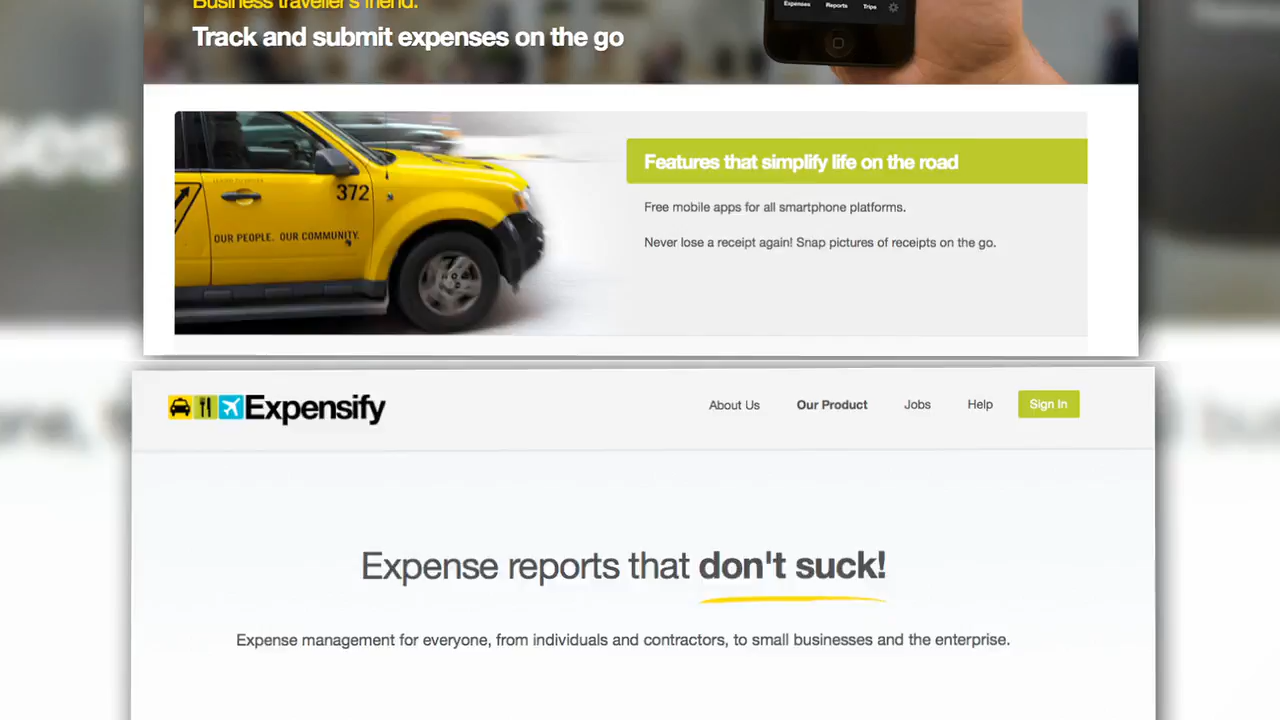 Business traveller's friend.
Expenses Reports Trips
Track and submit expenses on the go
372
OUR PEOPLE. OUR COMMUNITY.
Features that simplify life on the road
Free mobile apps for all smartphone platforms.
Never lose a receipt again! Snap pictures of receipts on the go.
Expensify
About Us Our Product Jobs Help Sign In
Expense reports that don't suck!
Expense management for everyone, from individuals and contractors, to small businesses and the enterprise.